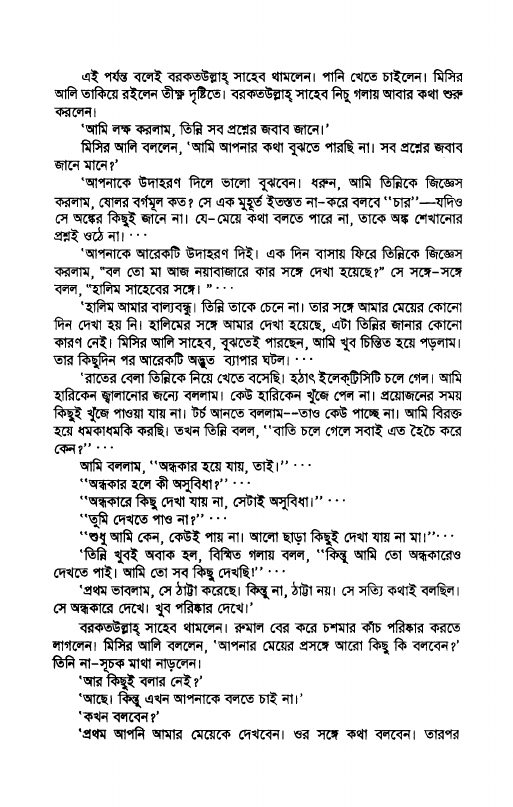 এই পর্যন্ত বলেই বরকতউল্লাহ্ সাহেব থামলেন। পানি খেতে চাইলেন। মিসির
আলি তাকিয়ে রইলেন তীক্ষ্ণ দৃষ্টিতে। বরকতউল্লাহ্ সাহেব নিচু গলায় আবার কথা শুরু
করলেন।
‘আমি লক্ষ করলাম, তিন্নি সব প্রশ্নের জবাব জানে।’
মিসির আলি বললেন, ‘আমি আপনার কথা বুঝতে পারছি না। সব প্রশ্নের জবাব
জানে মানে?’
‘আপনাকে উদাহরণ দিলে ভালো বুঝবেন। ধরুন, আমি তিন্নিকে জিজ্ঞেস
করলাম, ষোলর বর্গমূল কত? সে এক মুহূর্ত ইতস্তত না-করে বলবে ‘‘চার’’—যদিও
সে অঙ্কের কিছুই জানে না। যে-মেয়ে কথা বলতে পারে না, তাকে অঙ্ক শেখানোর
প্রশ্নই ওঠে না। · · ·
‘আপনাকে আরেকটি উদাহরণ দিই। এক দিন বাসায় ফিরে তিন্নিকে জিজ্ঞেস
করলাম, “বল তো মা আজ নয়াবাজারে কার সঙ্গে দেখা হয়েছে?” সে সঙ্গে-সঙ্গে
বলল, “হালিম সাহেবের সঙ্গে। ” · · ·
‘হালিম আমার বাল্যবন্ধু। তিন্নি তাকে চেনে না। তার সঙ্গে আমার মেয়ের কোনো
দিন দেখা হয় নি। হালিমের সঙ্গে আমার দেখা হয়েছে, এটা তিন্নির জানার কোনো
কারণ নেই। মিসির আলি সাহেব, বুঝতেই পারছেন, আমি খুব চিন্তিত হয়ে পড়লাম।
তার কিছুদিন পর আরেকটি অদ্ভুত ব্যাপার ঘটল। · · ·
‘রাতের বেলা তিন্নিকে নিয়ে খেতে বসেছি। হঠাৎ ইলেক্‌ট্রিসিটি চলে গেল। আমি
হারিকেন জ্বালানোর জন্যে বললাম। কেউ হারিকেন খুঁজে পেল না। প্রয়োজনের সময়
কিছুই খুঁজে পাওয়া যায় না। টর্চ আনতে বললাম--তাও কেউ পাচ্ছে না। আমি বিরক্ত
হয়ে ধমকাধমকি করছি। তখন তিন্নি বলল, ‘‘বাতি চলে গেলে সবাই এত হৈচৈ করে
কেন?’’ · · ·
আমি বললাম, ‘‘অন্ধকার হয়ে যায়, তাই।’’ · · ·
‘‘অন্ধকার হলে কী অসুবিধা?’’ · · ·
‘‘অন্ধকারে কিছু দেখা যায় না, সেটাই অসুবিধা।’’ · · ·
‘‘তুমি দেখতে পাও না?’’ · · ·
‘‘শুধু আমি কেন, কেউই পায় না। আলো ছাড়া কিছুই দেখা যায় না মা।’’· · ·
‘তিন্নি খুবই অবাক হল, বিস্মিত গলায় বলল, ‘‘কিন্তু আমি তো অন্ধকারেও
দেখতে পাই। আমি তো সব কিছু দেখছি!’’ · · ·
‘প্রথম ভাবলাম, সে ঠাট্টা করেছে। কিন্তু না, ঠাট্টা নয়। সে সত্যি কথাই বলছিল।
সে অন্ধকারে দেখে। খুব পরিষ্কার দেখে।’
বরকতউল্লাহ্ সাহেব থামলেন। রুমাল বের করে চশমার কাঁচ পরিষ্কার করতে
লাগলেন। মিসির আলি বললেন, ‘আপনার মেয়ের প্রসঙ্গে আরো কিছু কি বলবেন?’
তিনি না-সূচক মাথা নাড়লেন।
‘আর কিছুই বলার নেই?’
‘আছে। কিন্তু এখন আপনাকে বলতে চাই না।’
‘কখন বলবেন?’
‘প্রথম আপনি আমার মেয়েকে দেখবেন। ওর সঙ্গে কথা বলবেন। তারপর